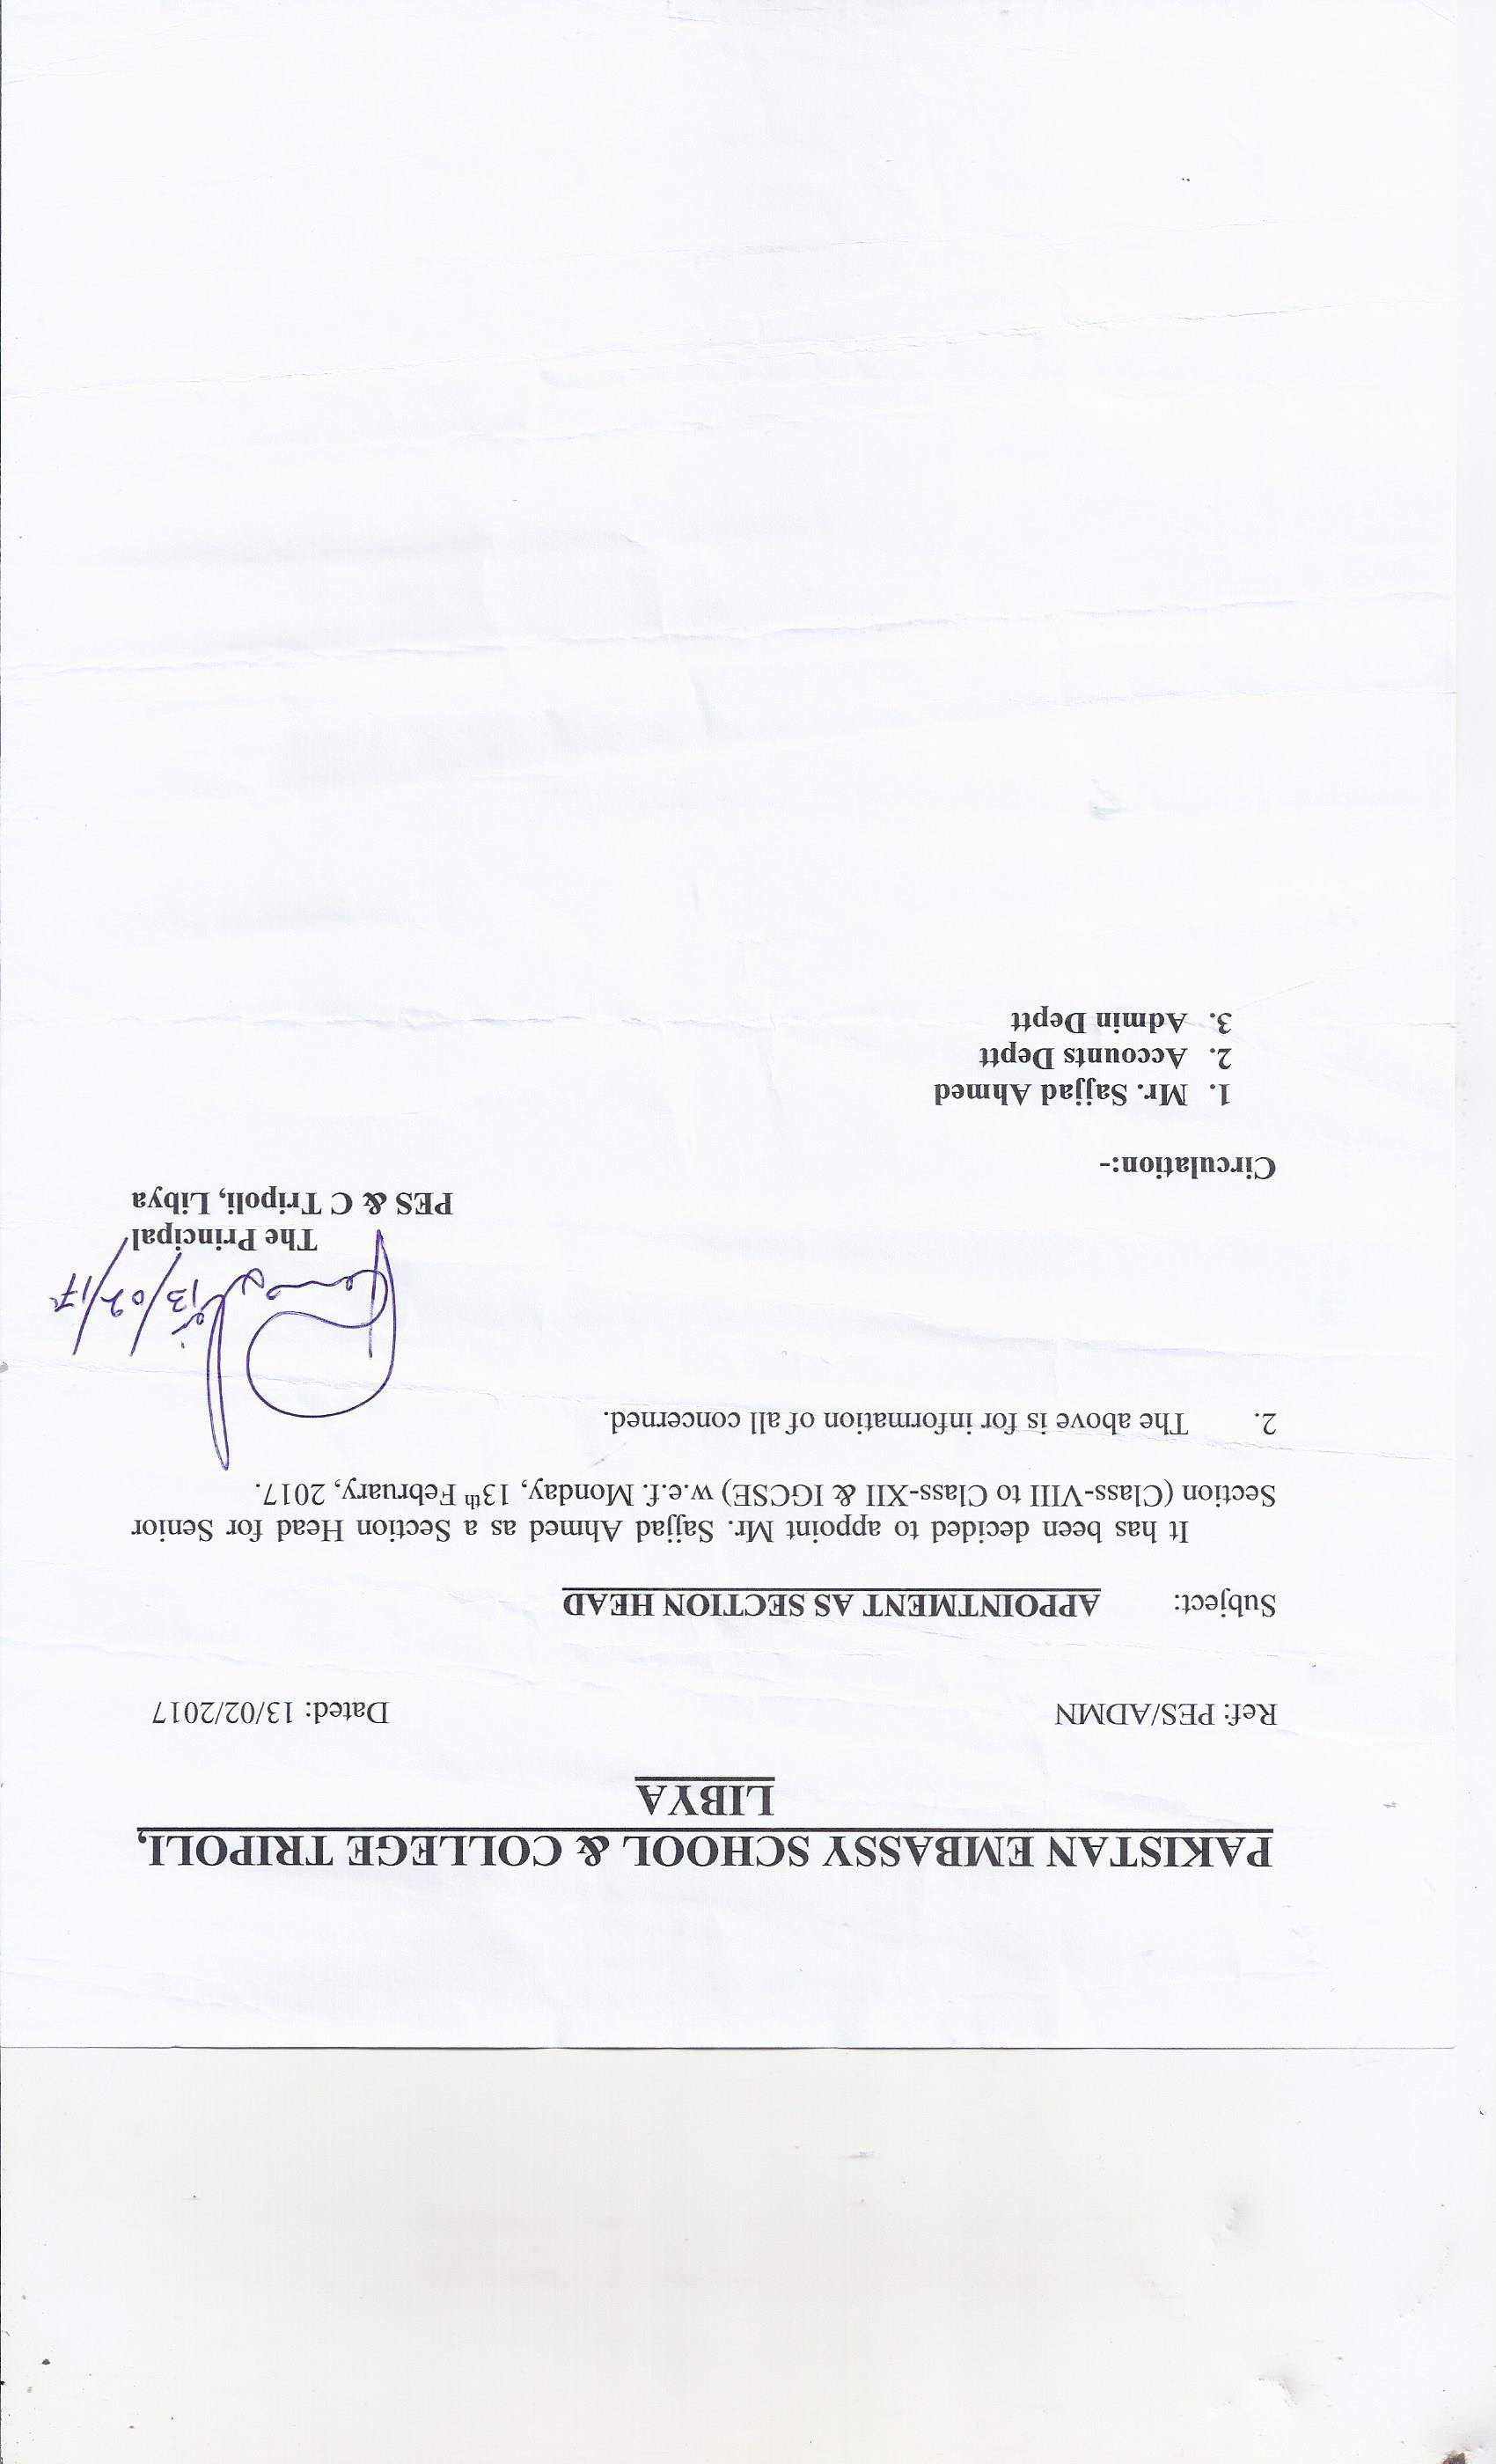 PAKISTAN EMBASSY SCHOOL & COLLEGE TRIPOLI,
LIBYA
Ref: PES/ADMN Dated: 13/02/2017
Subject: APPOINTMENT AS SECTION HEAD
It has been decided to appoint Mr. Sajjad Ahmed as a Section Head for Senior
Section (Class-VIII to Class-XII & IGCSE) w.e.f. Monday, 13th February, 2017.
2. The above is for information of all concerned.
13/02/17
The Principal
PES & C Tripoli, Libya
Circulation:-
1. Mr. Sajjad Ahmed
2. Accounts Deptt
3. Admin Deptt